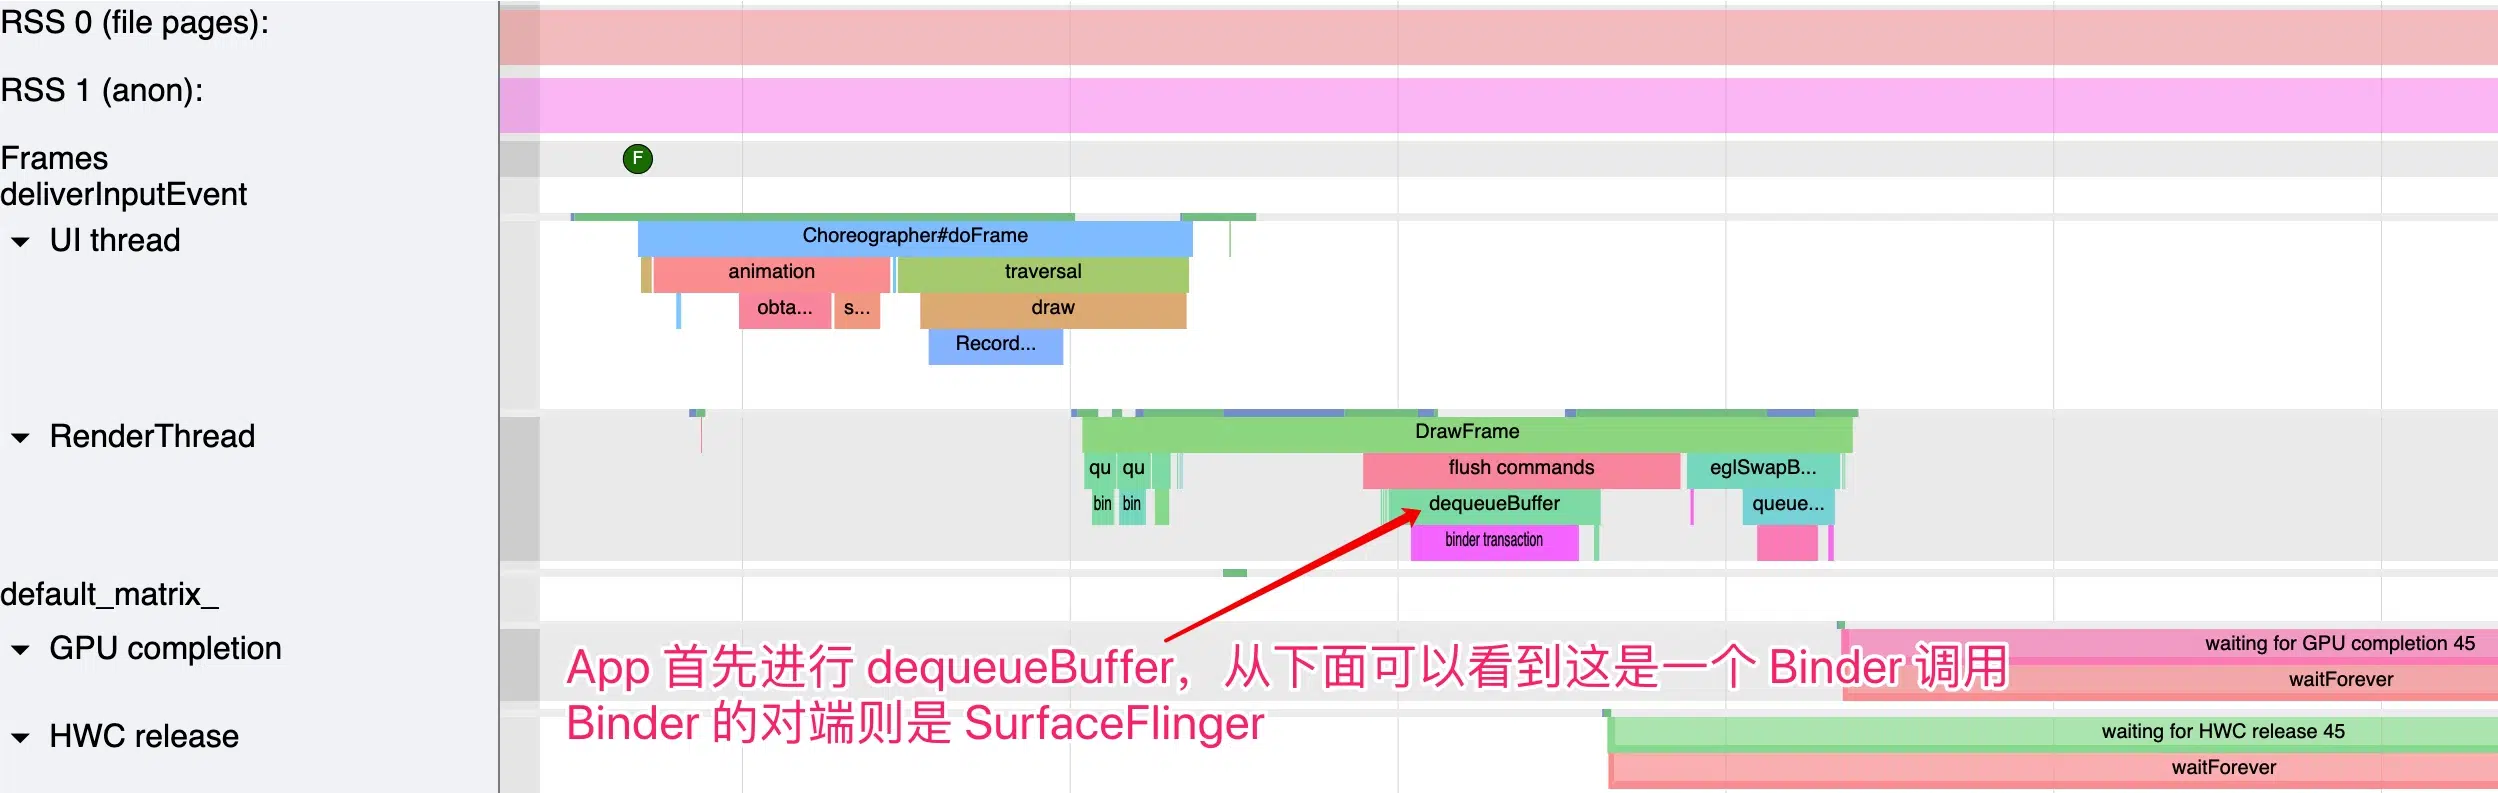 RSS 0 (file pages):
RSS 1 (anon):
Frames
F
deliverInputEvent
UI thread
Choreographer#doFrame
animation
traversal
obta...
s...
draw
Record...
RenderThread
DrawFrame
qu
qu
flush commands
eglSwapB...
bin
bin
dequeueBuffer
queue...
binder transaction
default_matrix_
GPU completion
waiting for GPU completion 45
waitForever
App 首先进行 dequeueBuffer，从下面可以看到这是一个 Binder 调用
Binder 的对端则是 SurfaceFlinger
HWC release
waiting for HWC release 45
waitForever